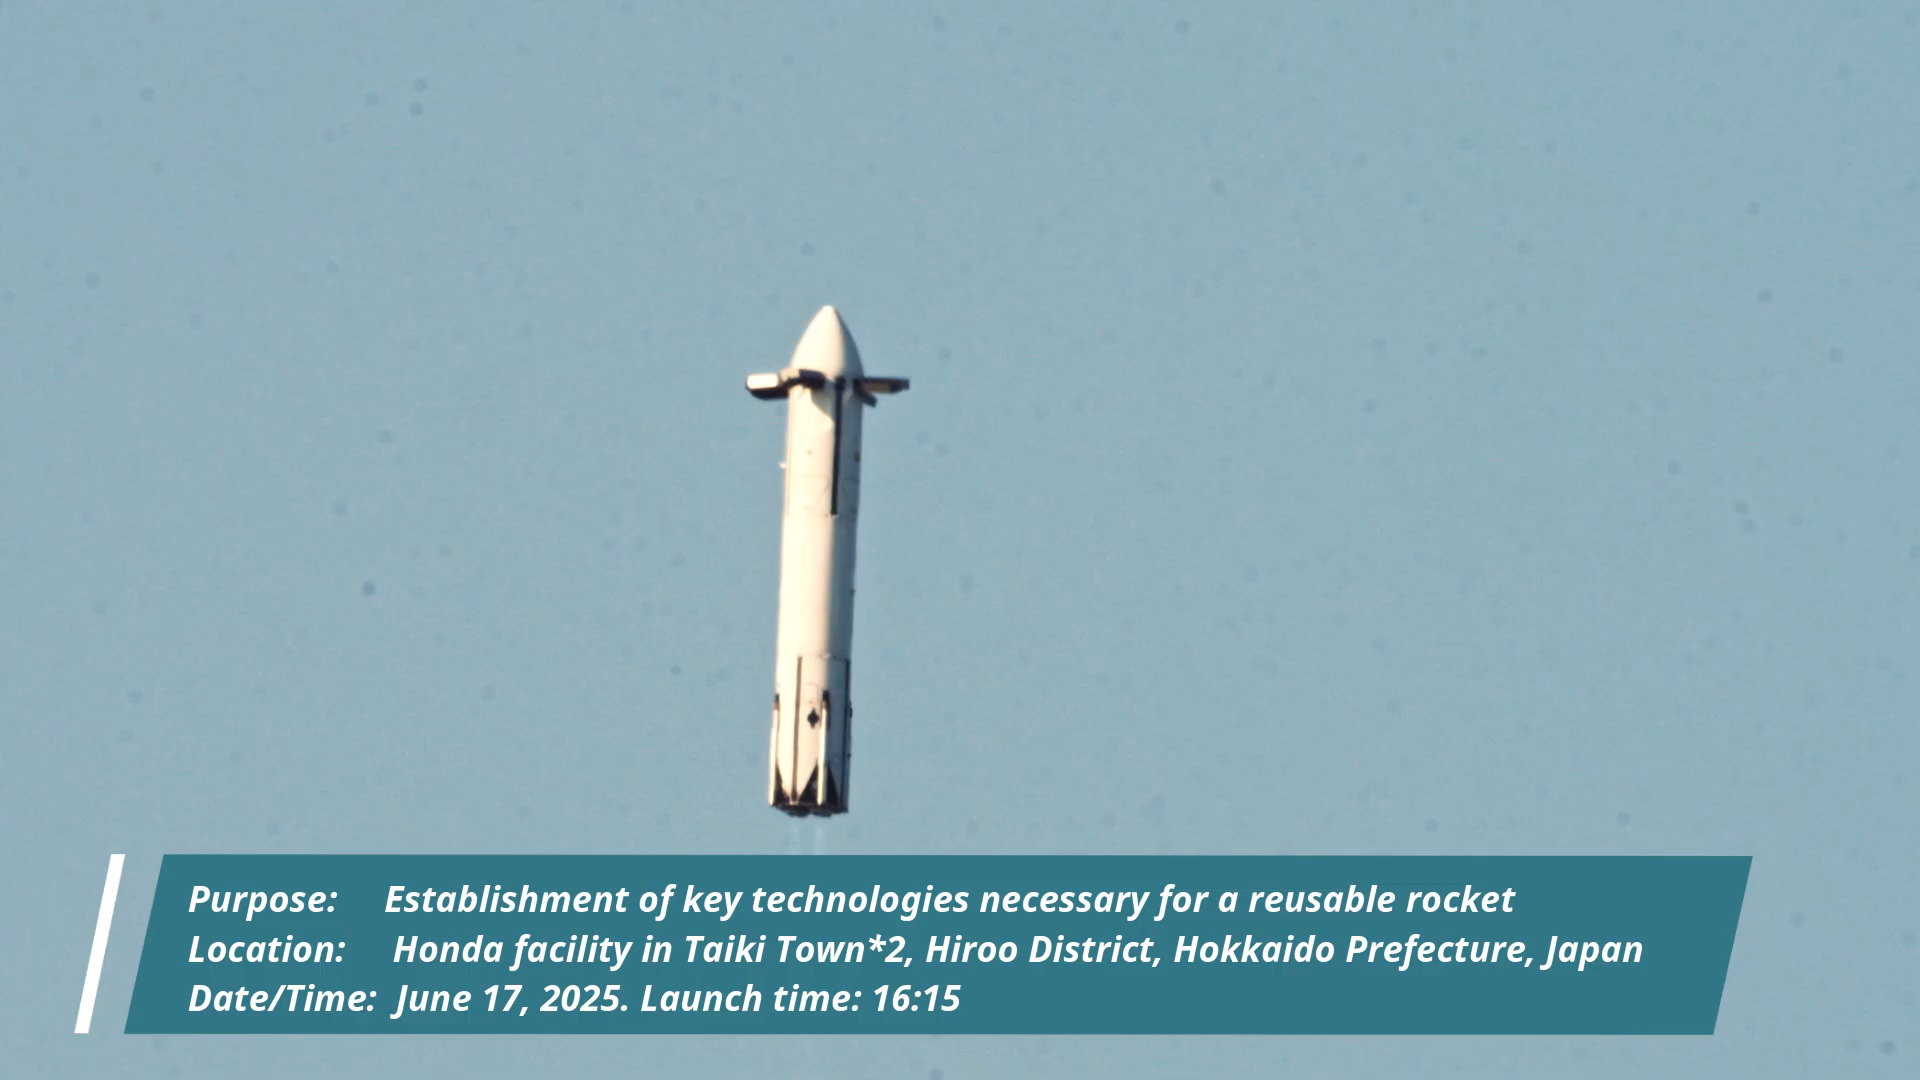 Purpose: Establishment of key technologies necessary for a reusable rocket
Location: Honda facility in Taiki Town*2, Hiroo District, Hokkaido Prefecture, Japan
Date/Time: June 17, 2025. Launch time: 16:15